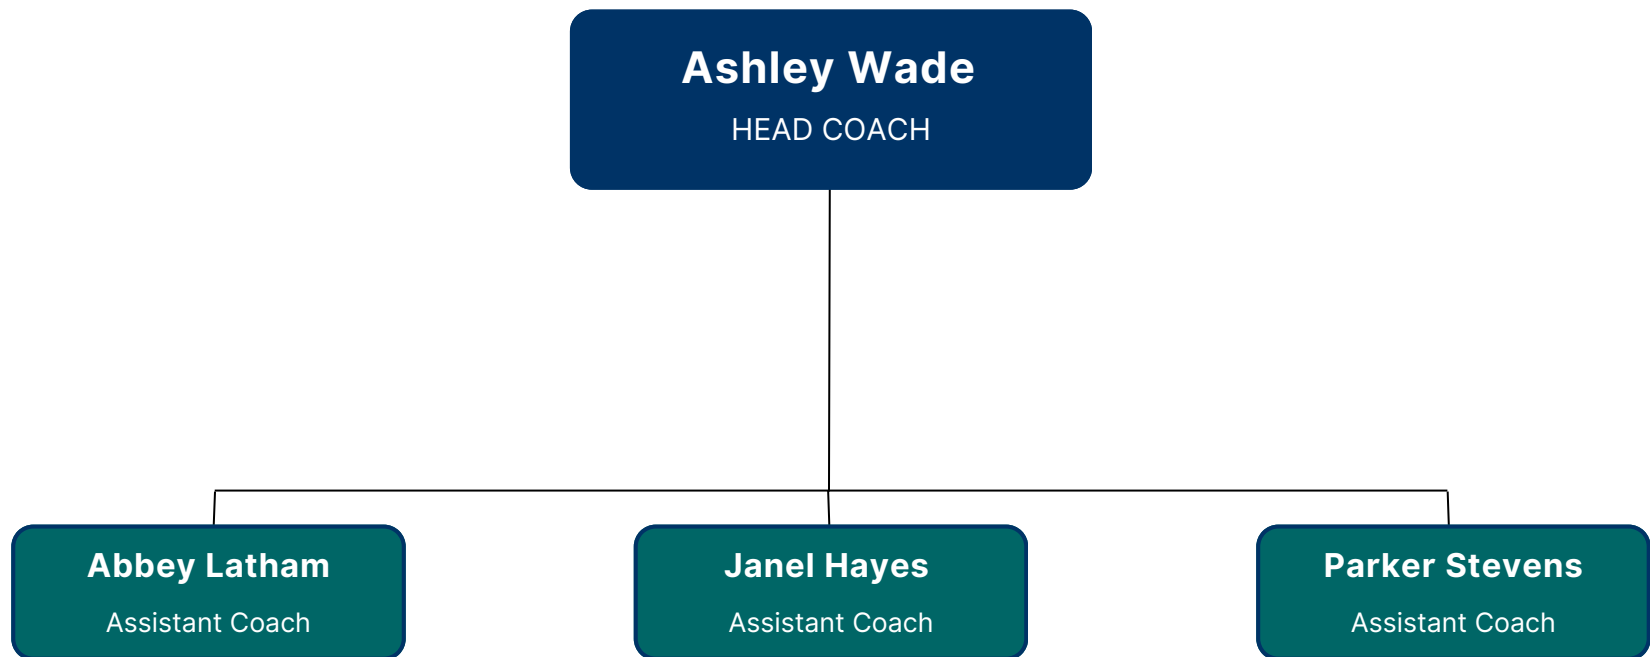 Ashley Wade
HEAD COACH
Abbey Latham
Assistant Coach
Janel Hayes
Assistant Coach
Parker Stevens
Assistant Coach